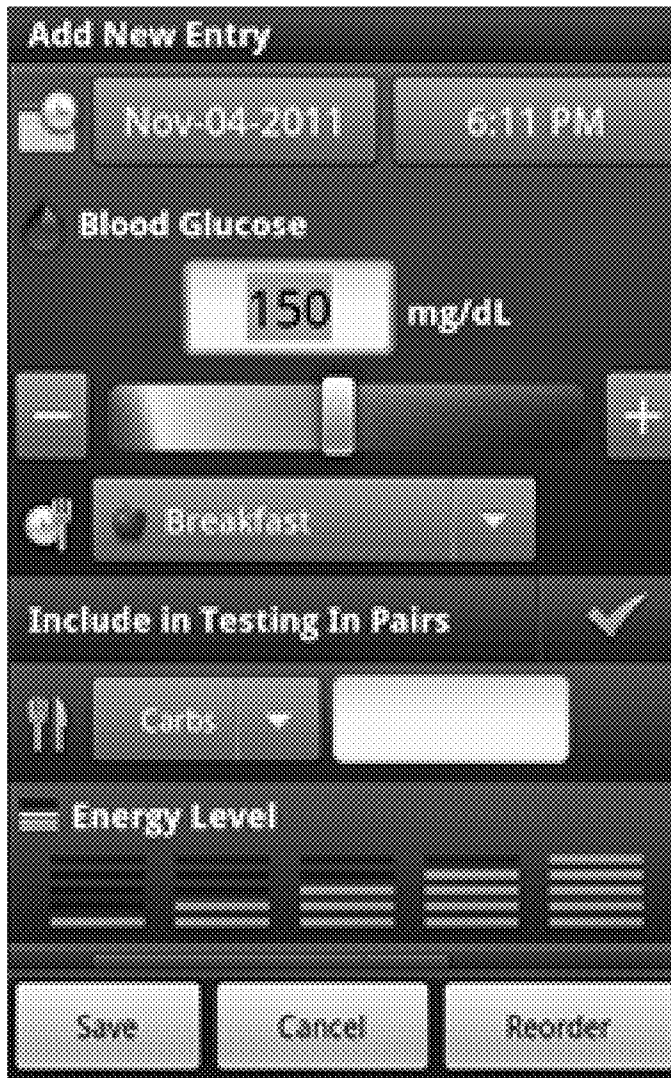 Add New Entry
Nov-04-2011 6:11 PM
Blood Glucose
150 mg/dL
- +
Breakfast
Include in Testing In Pairs
Carbs
Energy Level
Save Cancel Reorder